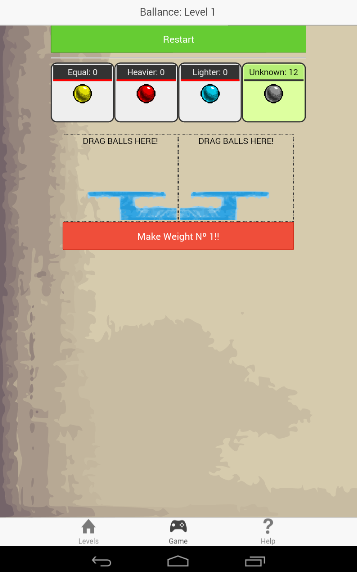 Ballance: Level 1
Restart
Equal: 0
Heavier: 0
Lighter: 0
Unknown: 12
DRAG BALLS HERE!
DRAG BALLS HERE!
Make Weight Nº 1!!
Levels
Game
Help